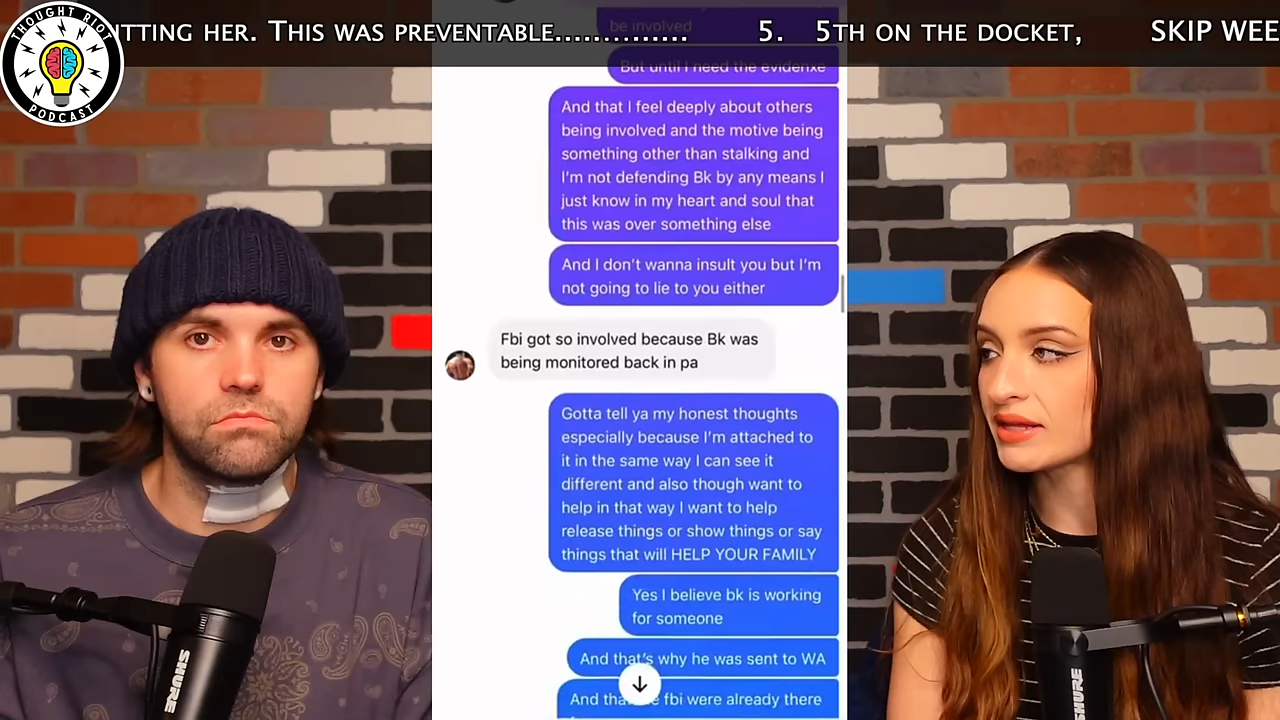 ITTING HER. THIS WAS PREVENTABLE.............. 5. 5TH ON THE DOCKET, SKIP WEE
THOUGHT RIOT
PODCAST
be involved
But until I need the evidenxe
And that I feel deeply about others
being involved and the motive being
something other than stalking and
I'm not defending Bk by any means I
just know in my heart and soul that
this was over something else
And I don't wanna insult you but I'm
not going to lie to you either
Fbi got so involved because Bk was
being monitored back in pa
Gotta tell ya my honest thoughts
especially because I'm attached to
it in the same way I can see it
different and also though want to
help in that way I want to help
release things or show things or say
things that will HELP YOUR FAMILY
Yes I believe bk is working
for someone
And that's why he was sent to WA
And fbi were already there
SHURE
SHURE